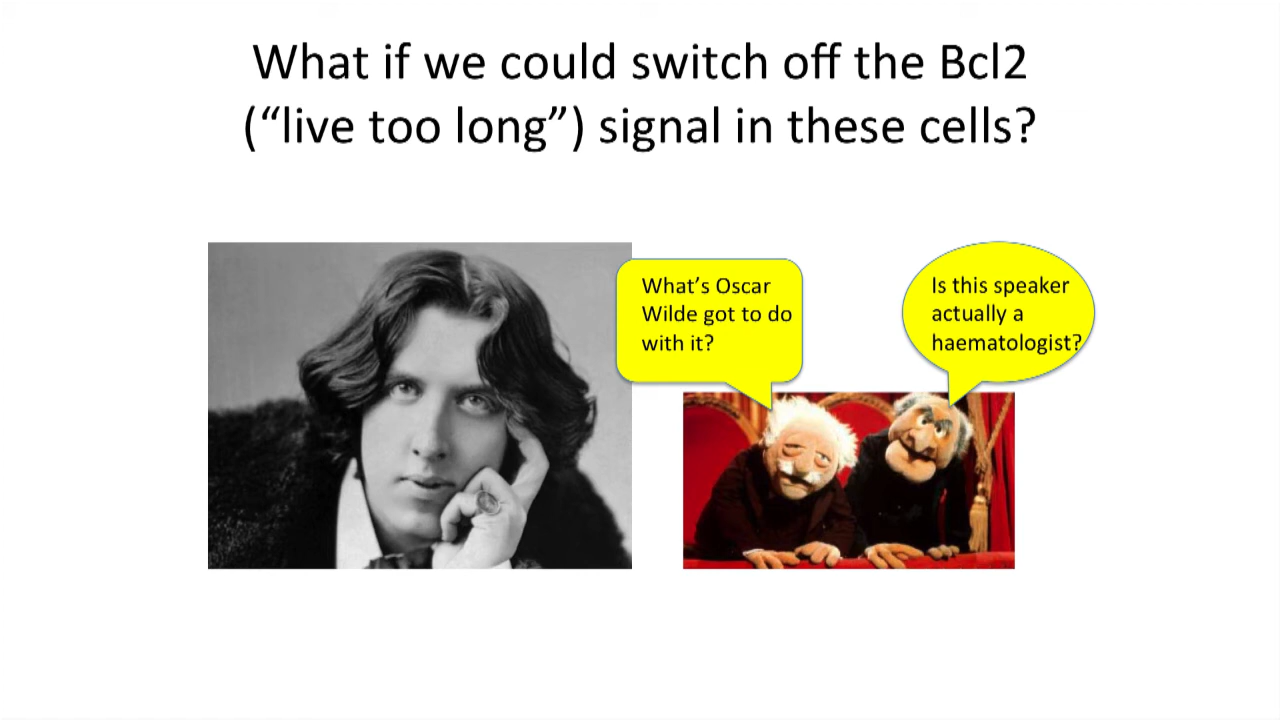 What if we could switch off the Bcl2
(“live too long”) signal in these cells?
What’s Oscar
Wilde got to do
with it?
Is this speaker
actually a
haematologist?